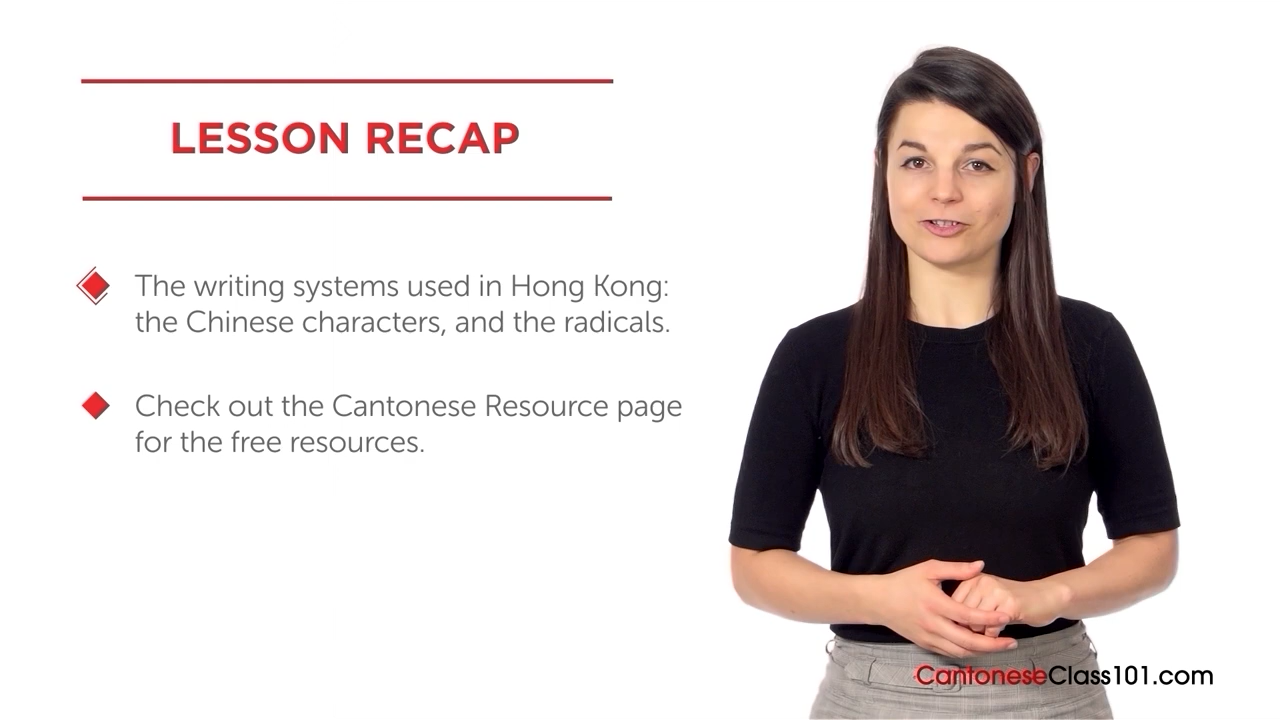 LESSON RECAP
The writing systems used in Hong Kong:
the Chinese characters, and the radicals.
Check out the Cantonese Resource page
for the free resources.
CantoneseClass101.com